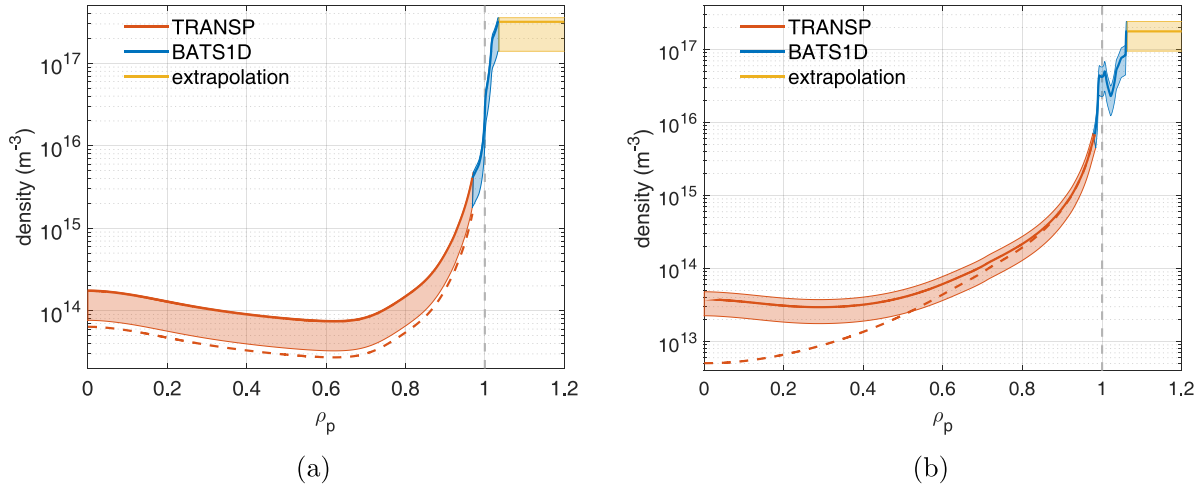 TRANSP
BATS1D
extrapolation
10^17
10^16
10^15
10^14
density (m^-3)
0 0.2 0.4 0.6 0.8 1 1.2
ρ_p
(a)
TRANSP
BATS1D
extrapolation
10^17
10^16
10^15
10^14
10^13
density (m^-3)
0 0.2 0.4 0.6 0.8 1 1.2
ρ_p
(b)